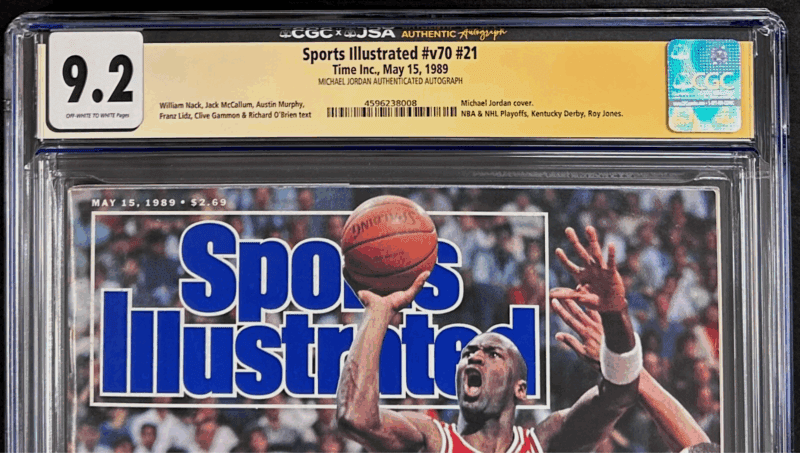 CGC x JSA AUTHENTIC Autograph
9.2
OFF-WHITE TO WHITE Pages
Sports Illustrated #v70 #21
Time Inc., May 15, 1989
MICHAEL JORDAN AUTHENTICATED AUTOGRAPH
William Nack, Jack McCallum, Austin Murphy,
Franz Lidz, Clive Gammon & Richard O'Brien text
4596238008
Michael Jordan cover.
NBA & NHL Playoffs, Kentucky Derby, Roy Jones.
CGC
MAY 15, 1989 • $2.69
Sports
Illustrated
SPALDING